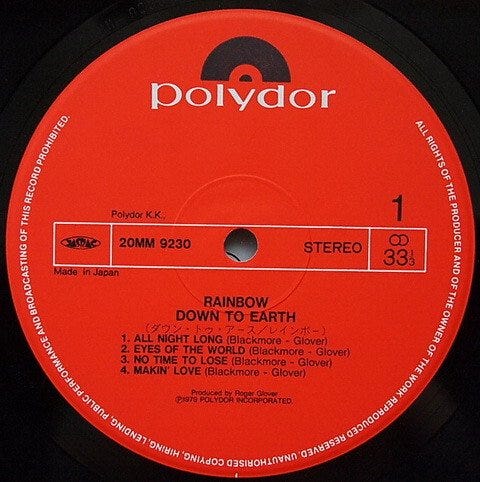 polydor
Polydor K.K.,
1
JASRAC
20MM 9230
STEREO
33⅓
Made in Japan
RAINBOW
DOWN TO EARTH
(ダウン・トゥ・アース/レインボー)
1. ALL NIGHT LONG (Blackmore - Glover)
2. EYES OF THE WORLD (Blackmore - Glover)
3. NO TIME TO LOSE (Blackmore - Glover)
4. MAKIN' LOVE (Blackmore - Glover)
Produced by Roger Glover
Ⓟ1979 POLYDOR INCORPORATED.
ALL RIGHTS OF THE PRODUCER AND OF THE OWNER OF THE WORK REPRODUCED RESERVED. UNAUTHORISED COPYING, HIRING, LENDING, PUBLIC PERFORMANCE AND BROADCASTING OF THIS RECORD PROHIBITED.